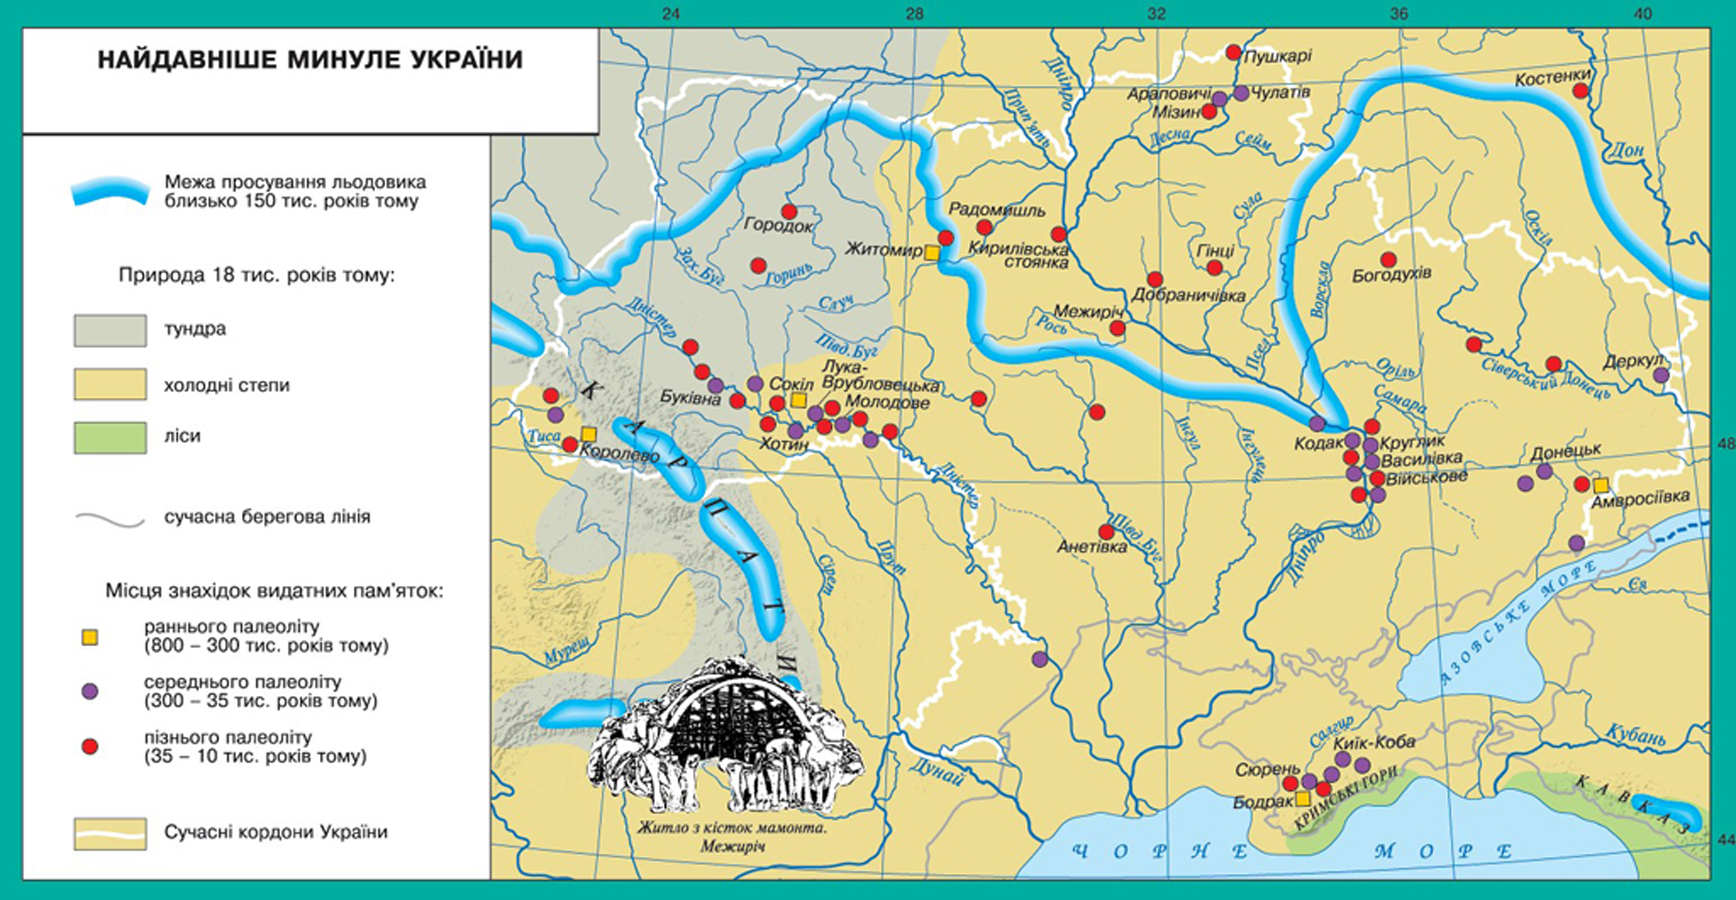 24
28
32
36
40
НАЙДАВНІШЕ МИНУЛЕ УКРАЇНИ
Межа просування льодовика
близько 150 тис. років тому
Природа 18 тис. років тому:
тундра
холодні степи
ліси
сучасна берегова лінія
Місця знахідок видатних пам'яток:
раннього палеоліту
(800 – 300 тис. років тому)
середнього палеоліту
(300 – 35 тис. років тому)
пізнього палеоліту
(35 – 10 тис. років тому)
Сучасні кордони України
Дніпро
Прип'ять
Пушкарі
Араповичі
Чулатів
Мізин
Десна
Сейм
Костенки
Дон
Городок
Горинь
Зах. Буг
Случ
Радомишль
Житомир
Кирилівська
стоянка
Сула
Гінці
Добраничівка
Ворскла
Богодухів
Оскіл
Межиріч
Рось
Псел
Дністер
Півд. Буг
Лука-
Врубловецька
Сокіл
Буківна
Молодове
Хотин
Оріль
Самара
Сіверський Донець
Деркул
Тиса
Королево
КАРПАТИ
Інгул
Інгулець
Кодак
Круглик
Василівка
Військове
Донецьк
Амвросіївка
48
Дністер
Анетівка
Півд. Буг
Дніпро
Прут
Сірет
Муреш
Дунай
АЗОВСЬКЕ МОРЕ
Єя
Кубань
КАВКАЗ
Салгир
Киїк-Коба
Сюрень
Бодрак
КРИМСЬКІ ГОРИ
ЧОРНЕ МОРЕ
44
Житло з кісток мамонта.
Межиріч